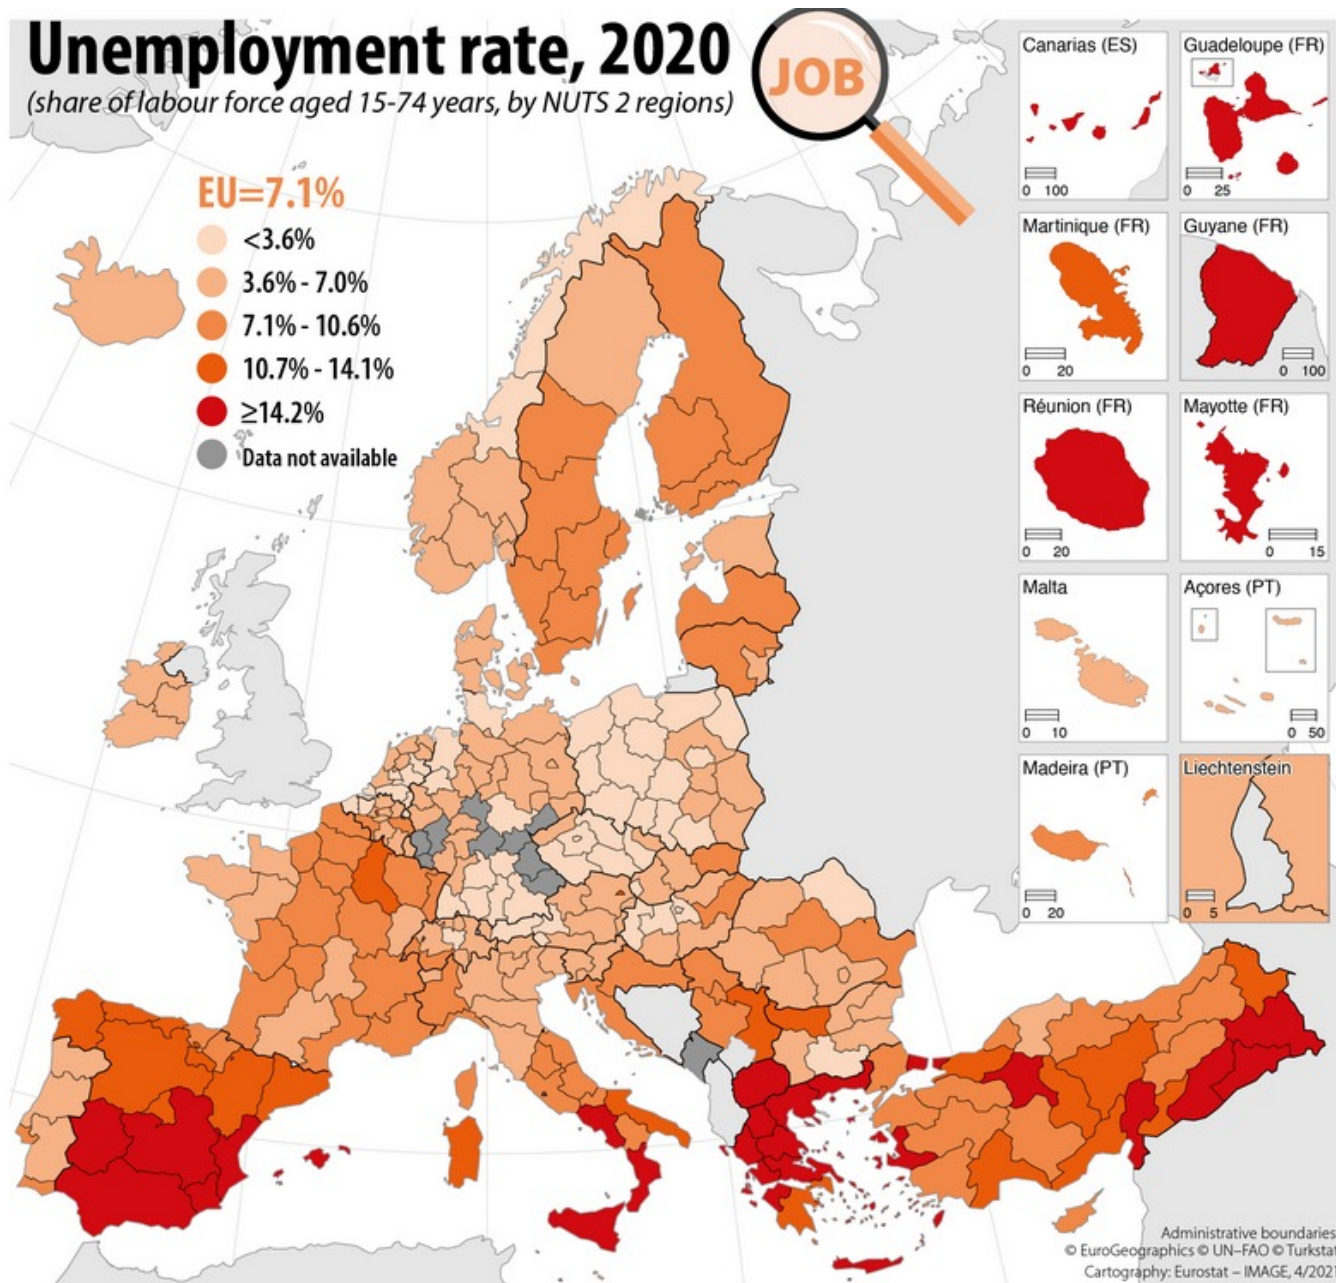 Unemployment rate, 2020
(share of labour force aged 15-74 years, by NUTS 2 regions)
JOB
EU=7.1%
<3.6%
3.6% - 7.0%
7.1% - 10.6%
10.7% - 14.1%
≥14.2%
Data not available
Canarias (ES)
0 100
Guadeloupe (FR)
0 25
Martinique (FR)
0 20
Guyane (FR)
0 100
Réunion (FR)
0 20
Mayotte (FR)
0 15
Malta
0 10
Açores (PT)
0 50
Madeira (PT)
0 20
Liechtenstein
0 5
Administrative boundaries
© EuroGeographics © UN–FAO © Turkstat
Cartography: Eurostat – IMAGE, 4/2021